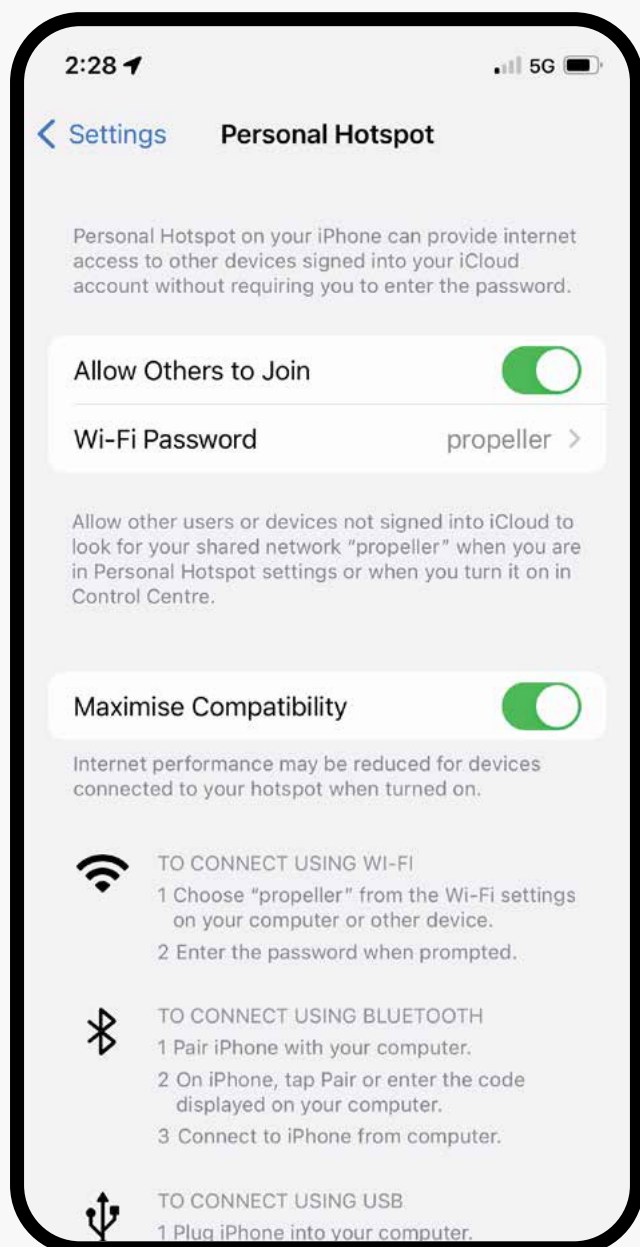 2:28 5G
Settings Personal Hotspot
Personal Hotspot on your iPhone can provide internet
access to other devices signed into your iCloud
account without requiring you to enter the password.
Allow Others to Join
Wi-Fi Password propeller
Allow other users or devices not signed into iCloud to
look for your shared network “propeller” when you are
in Personal Hotspot settings or when you turn it on in
Control Centre.
Maximise Compatibility
Internet performance may be reduced for devices
connected to your hotspot when turned on.
TO CONNECT USING WI-FI
1 Choose “propeller” from the Wi-Fi settings
on your computer or other device.
2 Enter the password when prompted.
TO CONNECT USING BLUETOOTH
1 Pair iPhone with your computer.
2 On iPhone, tap Pair or enter the code
displayed on your computer.
3 Connect to iPhone from computer.
TO CONNECT USING USB
1 Plug iPhone into your computer.